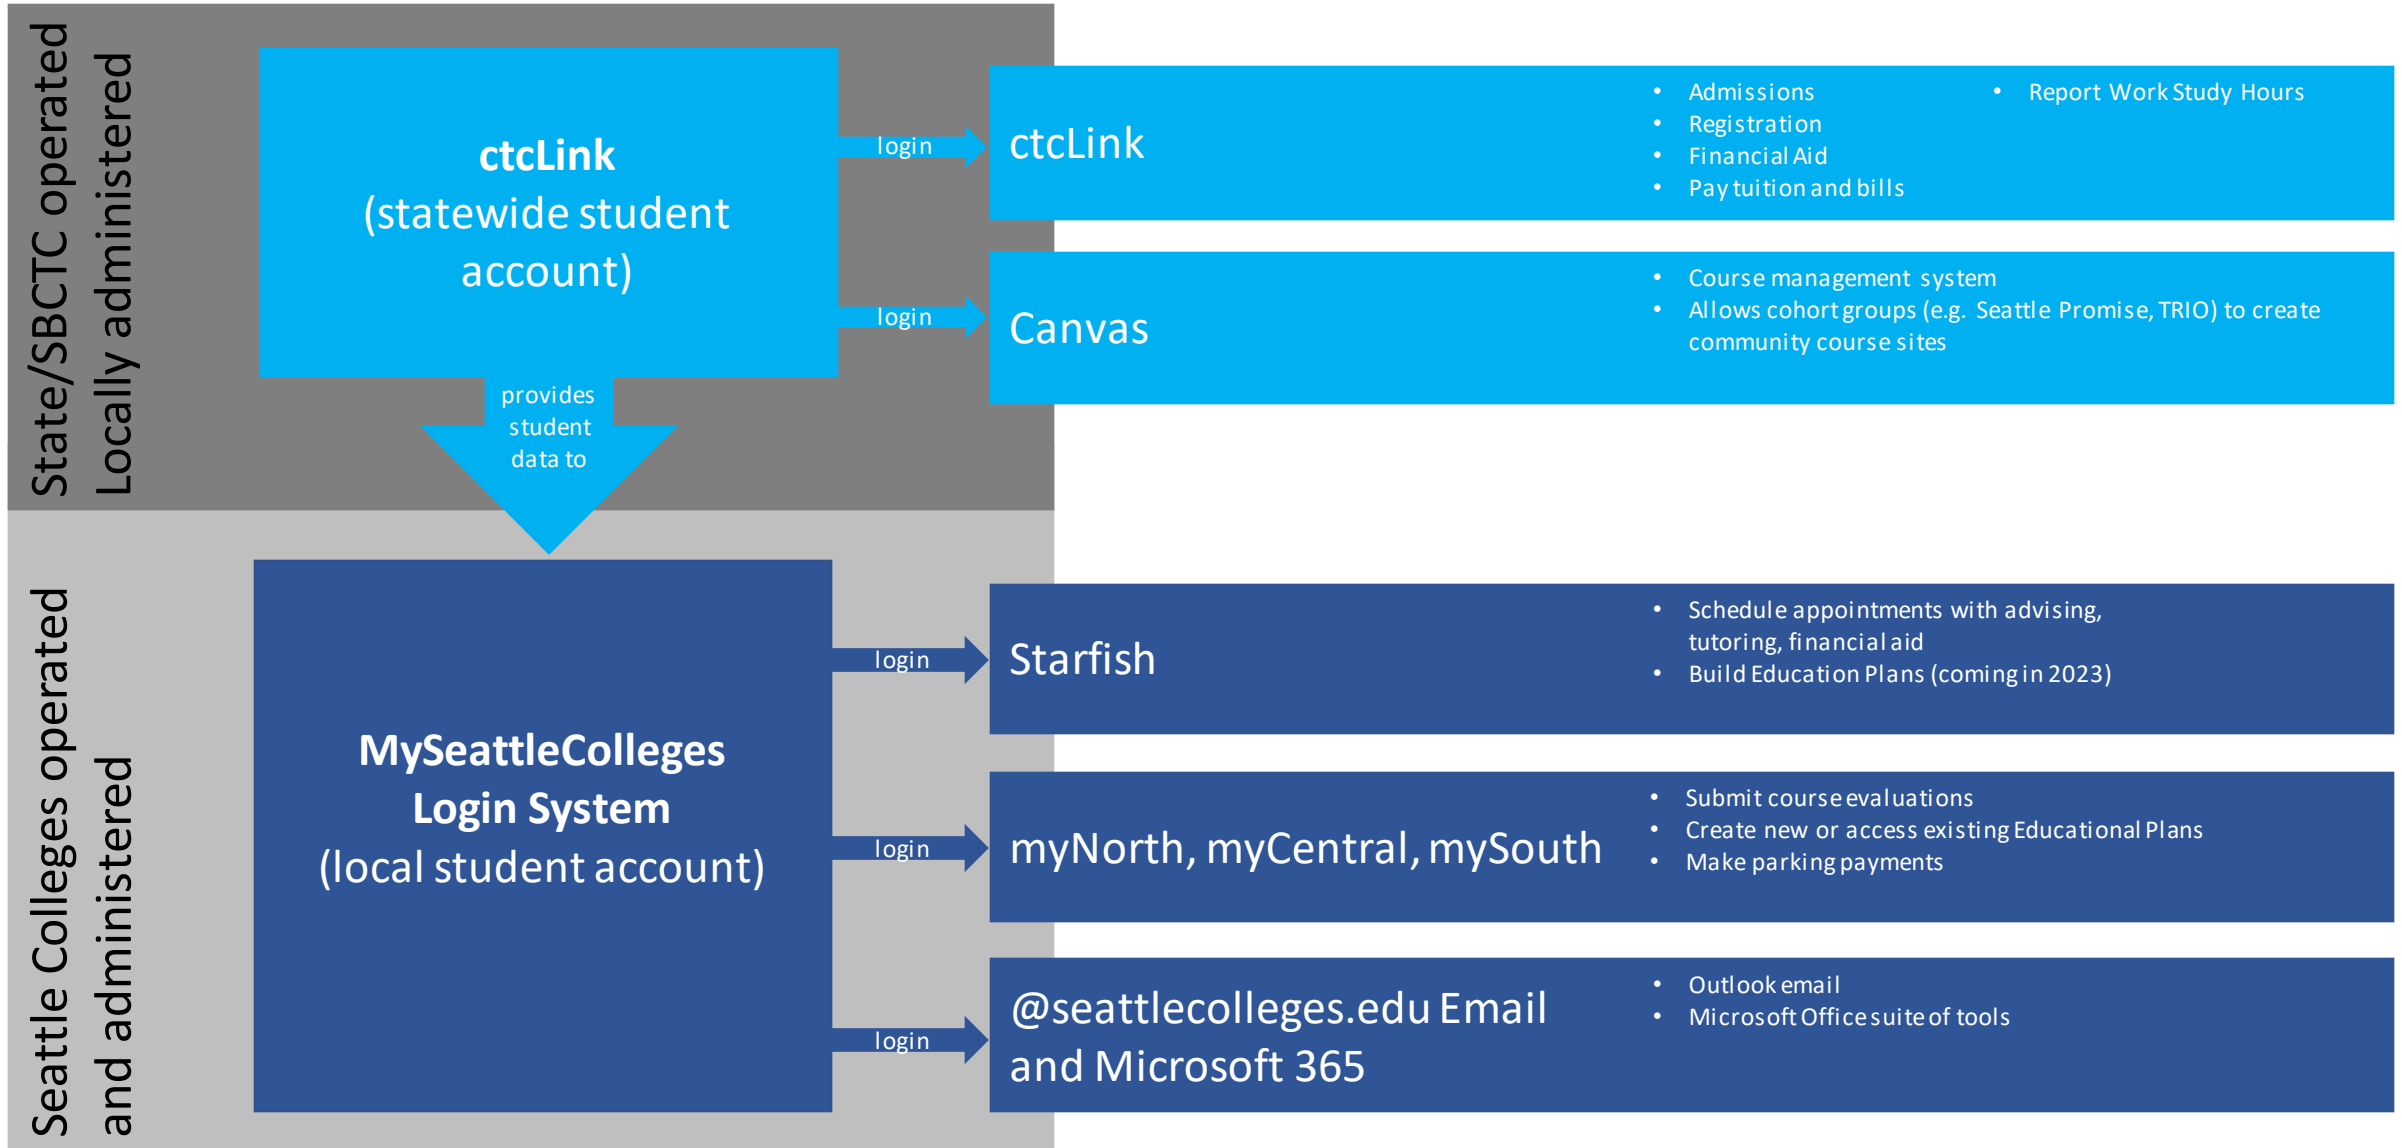 State/SBCTC operated
Locally administered
ctcLink
(statewide student
account)
login
ctcLink
• Admissions
• Registration
• Financial Aid
• Pay tuition and bills
• Report Work Study Hours
login
Canvas
• Course management system
• Allows cohort groups (e.g. Seattle Promise, TRIO) to create
community course sites
provides
student
data to
Seattle Colleges operated
and administered
MySeattleColleges
Login System
(local student account)
login
Starfish
• Schedule appointments with advising,
tutoring, financial aid
• Build Education Plans (coming in 2023)
login
myNorth, myCentral, mySouth
• Submit course evaluations
• Create new or access existing Educational Plans
• Make parking payments
login
@seattlecolleges.edu Email
and Microsoft 365
• Outlook email
• Microsoft Office suite of tools